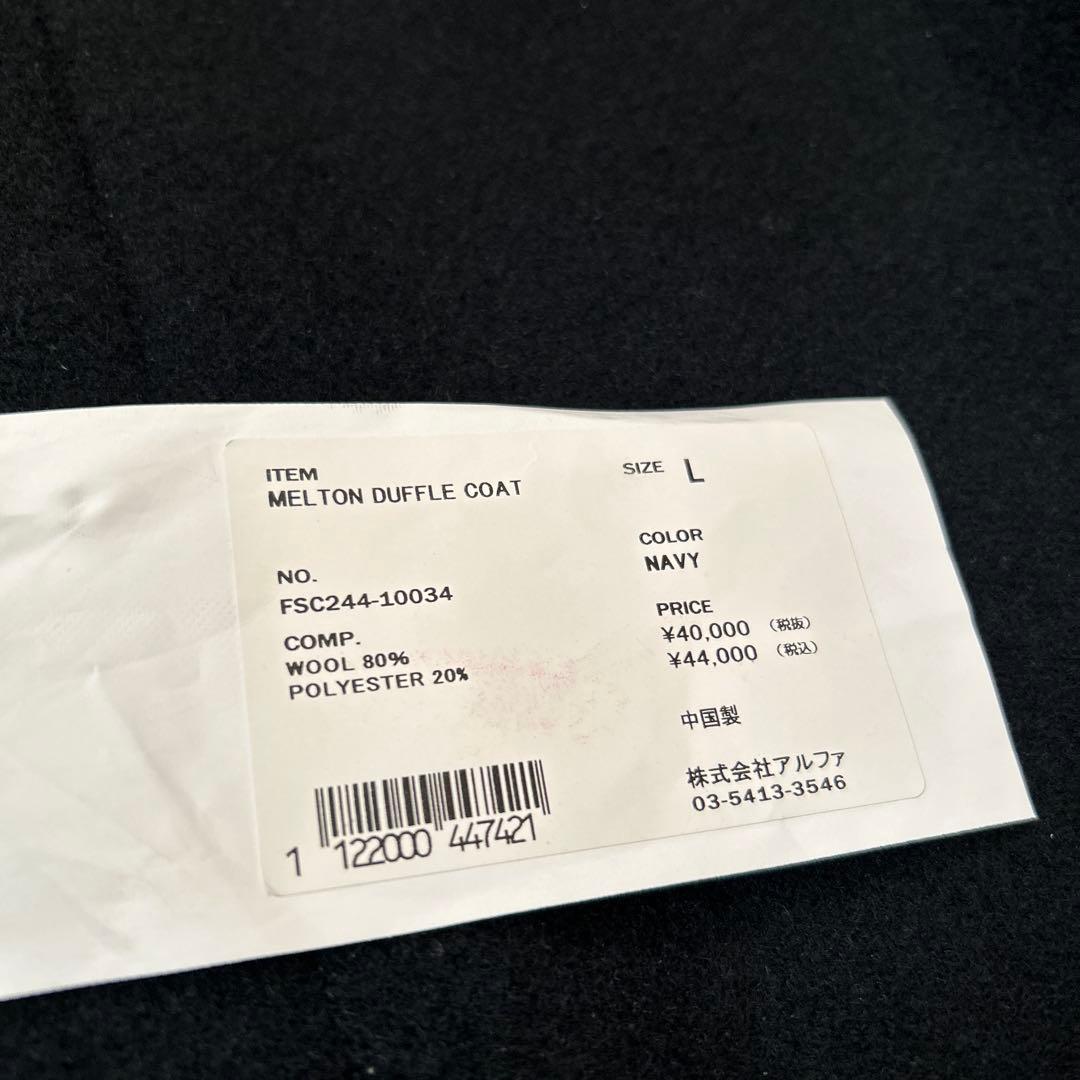 ITEM
MELTON DUFFLE COAT
SIZE L
NO.
FSC244-10034
COLOR
NAVY
COMP.
WOOL 80%
POLYESTER 20%
PRICE
¥40,000 (税抜)
¥44,000 (税込)
中国製
株式会社アルファ
03-5413-3546
1 122000 447421